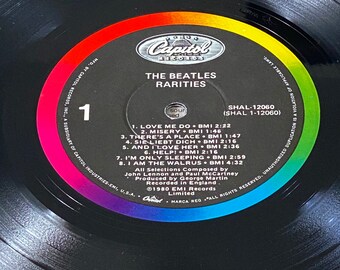 Capitol
THE BEATLES
RARITIES
1
SHAL-12060
(SHAL 1-12060)
1. LOVE ME DO • BMI 2:22
2. MISERY • BMI 1:46
3. THERE'S A PLACE • BMI 1:47
4. SIE LIEBT DICH • BMI 2:16
5. AND I LOVE HER • BMI 2:36
6. HELP! • BMI 2:16
7. I'M ONLY SLEEPING • BMI 2:59
8. I AM THE WALRUS • BMI 4:32
All Selections Composed by
John Lennon and Paul McCartney
Produced by George Martin
Recorded in England
©1980 EMI Records
Limited
Capitol
MARCA REG.